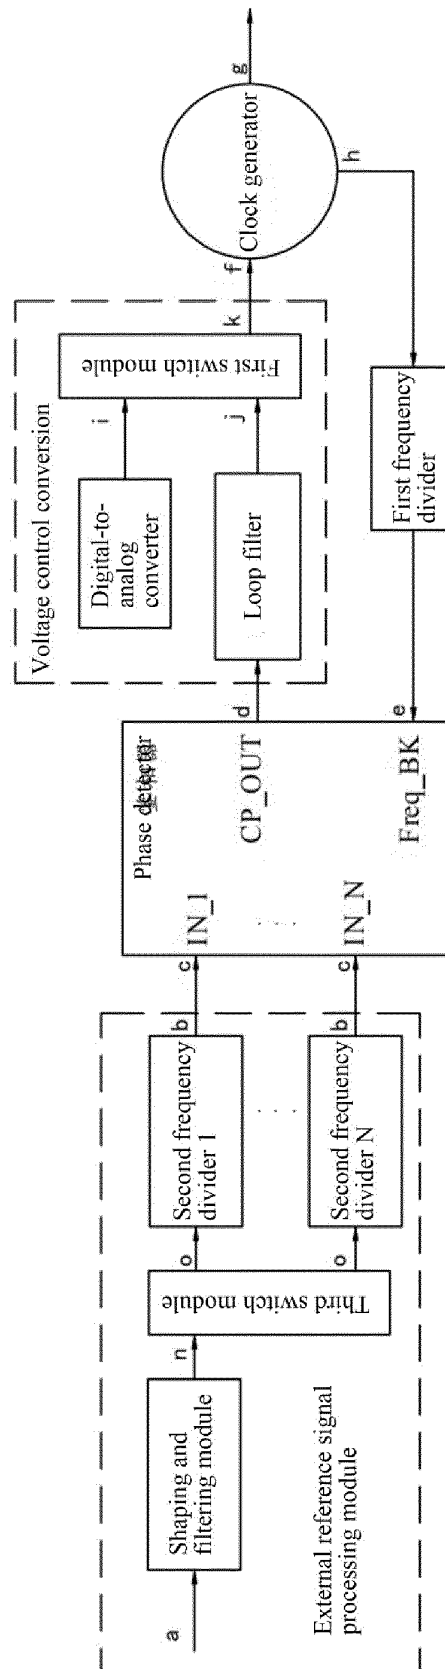 a
Shaping and
filtering module
n
Third switch module
o
o
Second frequency
divider 1
. . .
Second frequency
divider N
b
b
External reference signal
processing module
c
c
Phase detector
IN_1
. . .
IN_N
CP_OUT
Freq_BK
d
e
Voltage control conversion
Digital-to-
analog
converter
Loop filter
i
j
First switch module
k
f
Clock generator
g
h
First frequency
divider